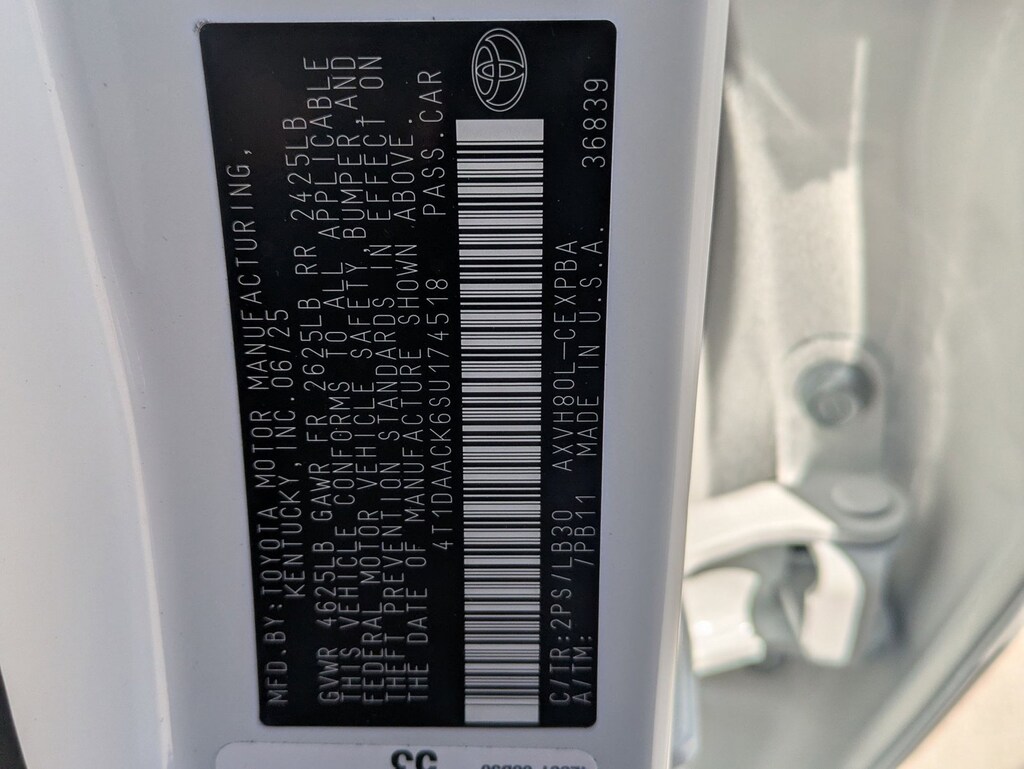 MFD.BY:TOYOTA MOTOR MANUFACTURING,
KENTUCKY, INC.06/25
GVWR 4625LB GAWR FR 2625LB RR 2425LB
THIS VEHICLE CONFORMS TO ALL APPLICABLE
FEDERAL MOTOR VEHICLE SAFETY,BUMPER,AND
THEFT PREVENTION STANDARDS IN EFFECT ON
THE DATE OF MANUFACTURE SHOWN ABOVE.
4T1DACK6SU174518 PASS.CAR
C/TR:2PS/LB30 AXVH80L-CEXPBA
A/TM: /PB11 MADE IN U.S.A. 36839